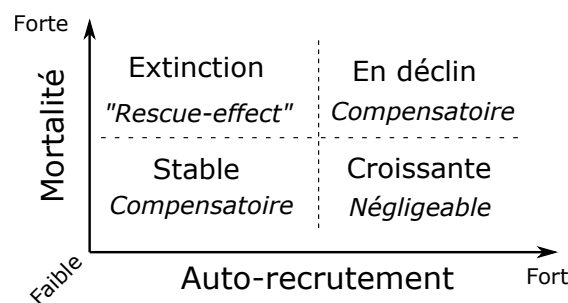 Forte
Mortalité
Extinction
"Rescue-effect"
En déclin
Compensatoire
Stable
Compensatoire
Croissante
Négligeable
Faible
Auto-recrutement
Fort